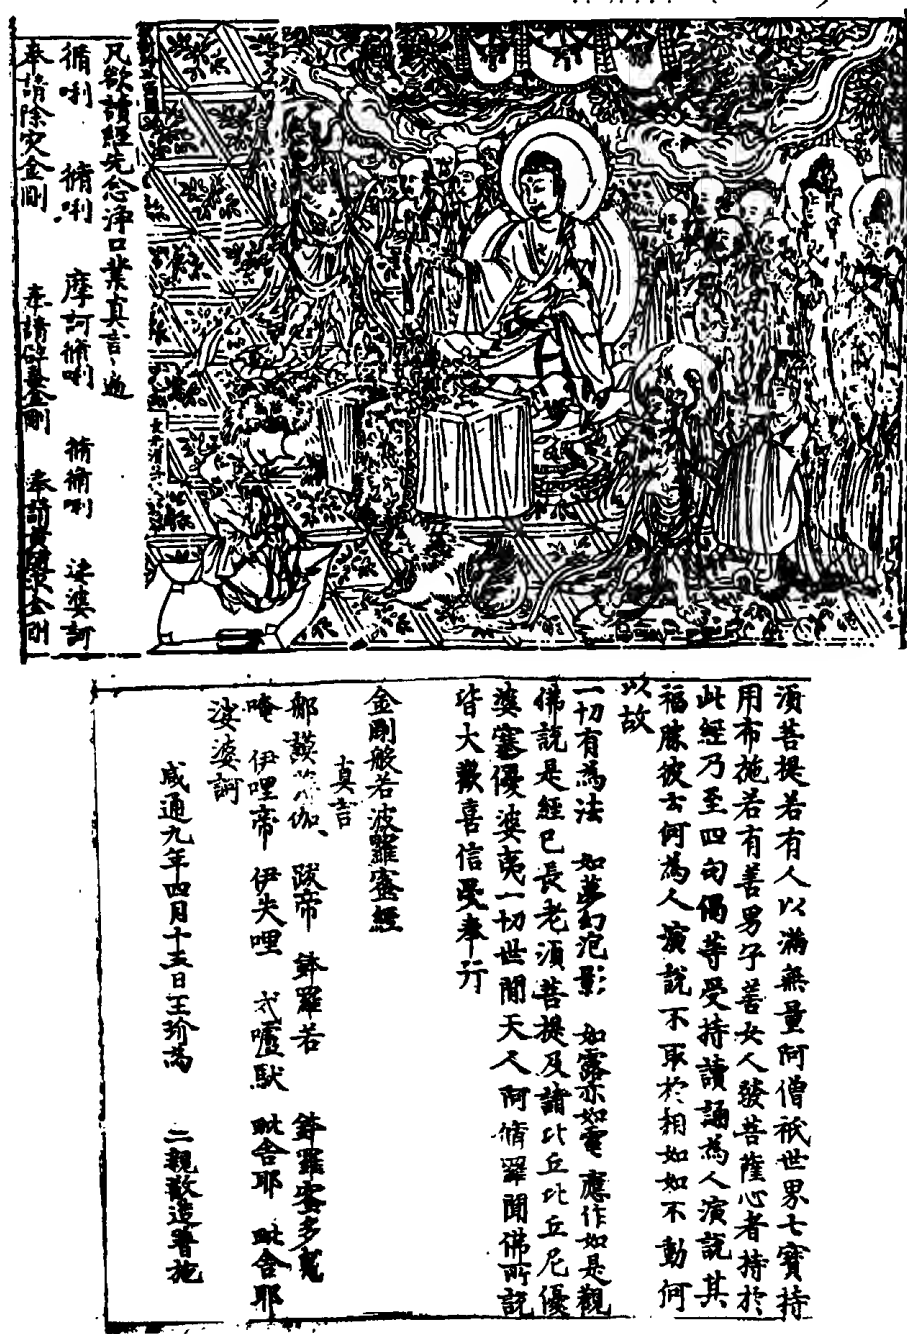 凡欲讀經先念淨口業真言一遍
脩唎 脩唎 摩訶脩唎 脩脩唎 娑婆訶
奉請除灾金剛 奉請辟毒金剛 奉請黃隨求金剛
須菩提若有人以滿無量阿僧祇世界七寶持
用布施若有善男子善女人發菩薩心者持於
此經乃至四句偈等受持讀誦為人演說其
福勝彼云何為人演說不取於相如如不動何
以故
一切有為法 如夢幻泡影 如露亦如電 應作如是觀
佛說是經已長老須菩提及諸比丘比丘尼優
婆塞優婆夷一切世間天人阿脩羅聞佛所說
皆大歡喜信受奉行
金剛般若波羅蜜經
真言
那謨 伽 跋帝 鉢羅若 鉢羅蜜多
唵 伊哩帝 伊失哩 戍嚧馱 毗舍耶 毗舍耶
娑婆訶
咸通九年四月十五日王玠為 二親敬造普施